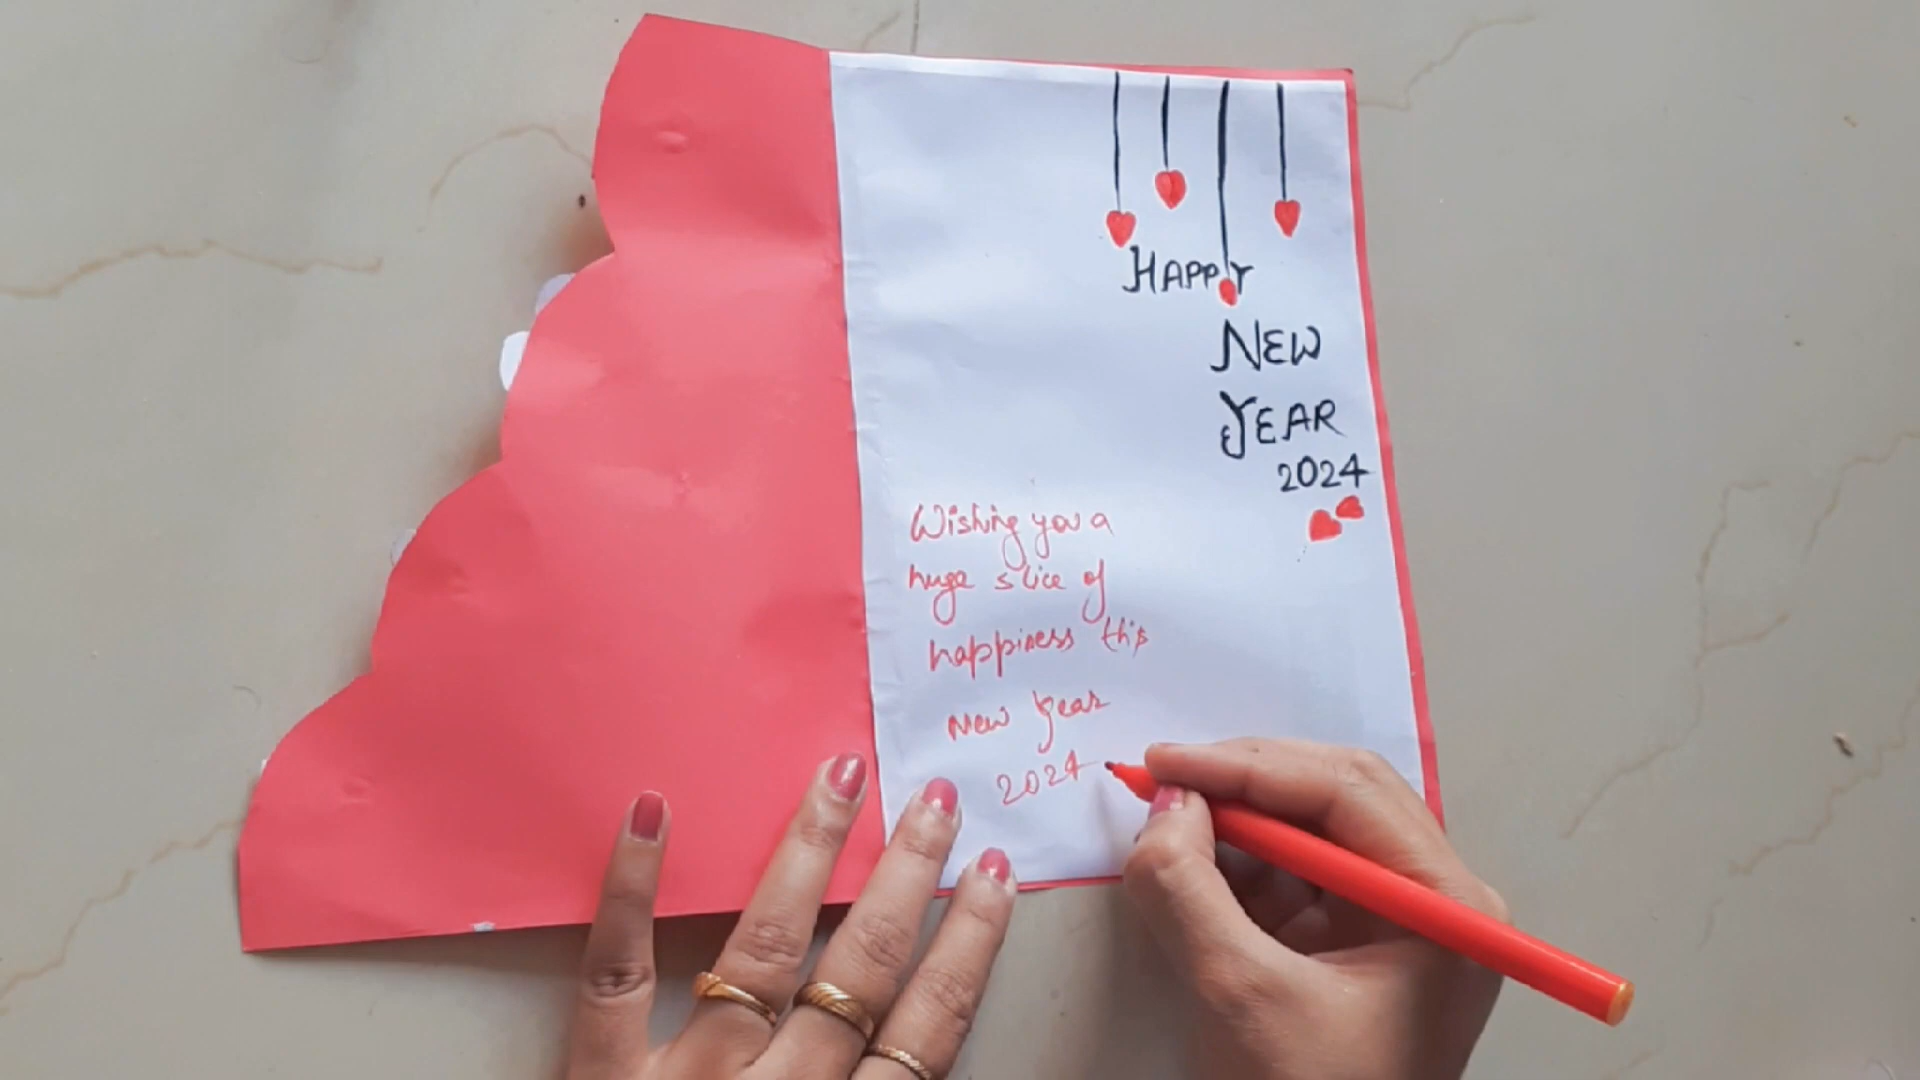 HAPPY
NEW
YEAR
2024
Wishing you a
huge slice of
happiness this
New Year
2024